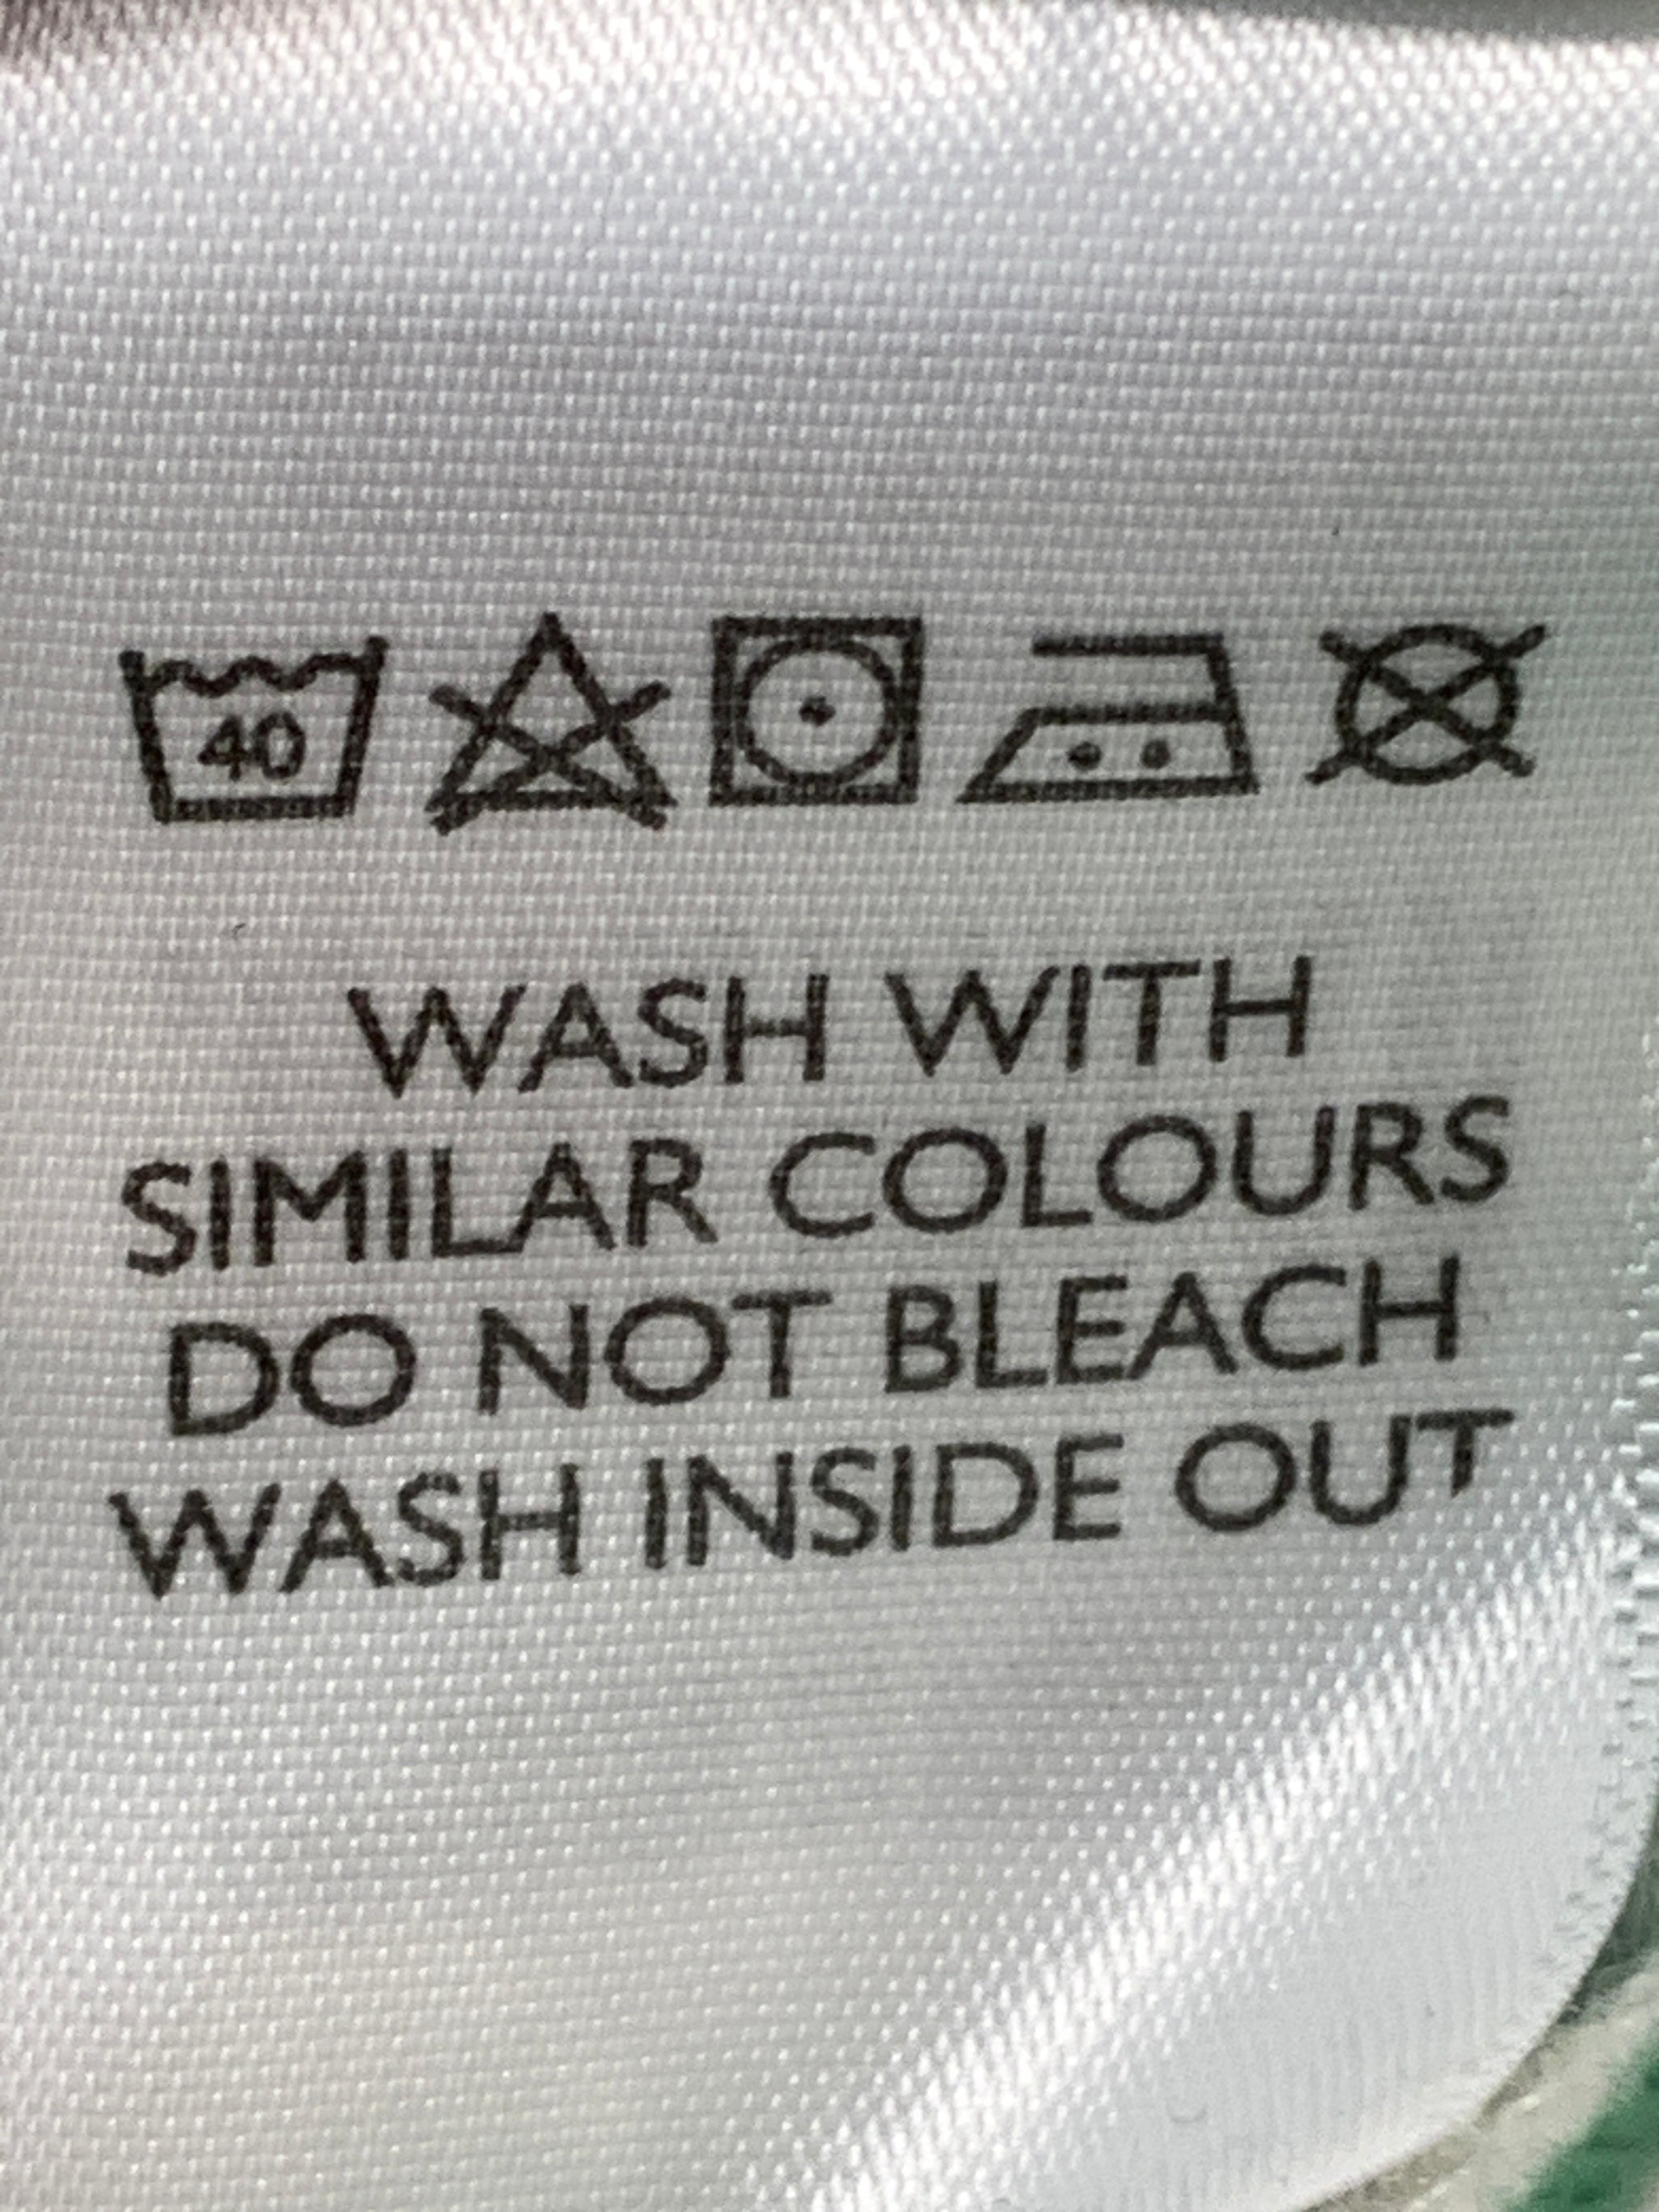 40
WASH WITH
SIMILAR COLOURS
DO NOT BLEACH
WASH INSIDE OUT